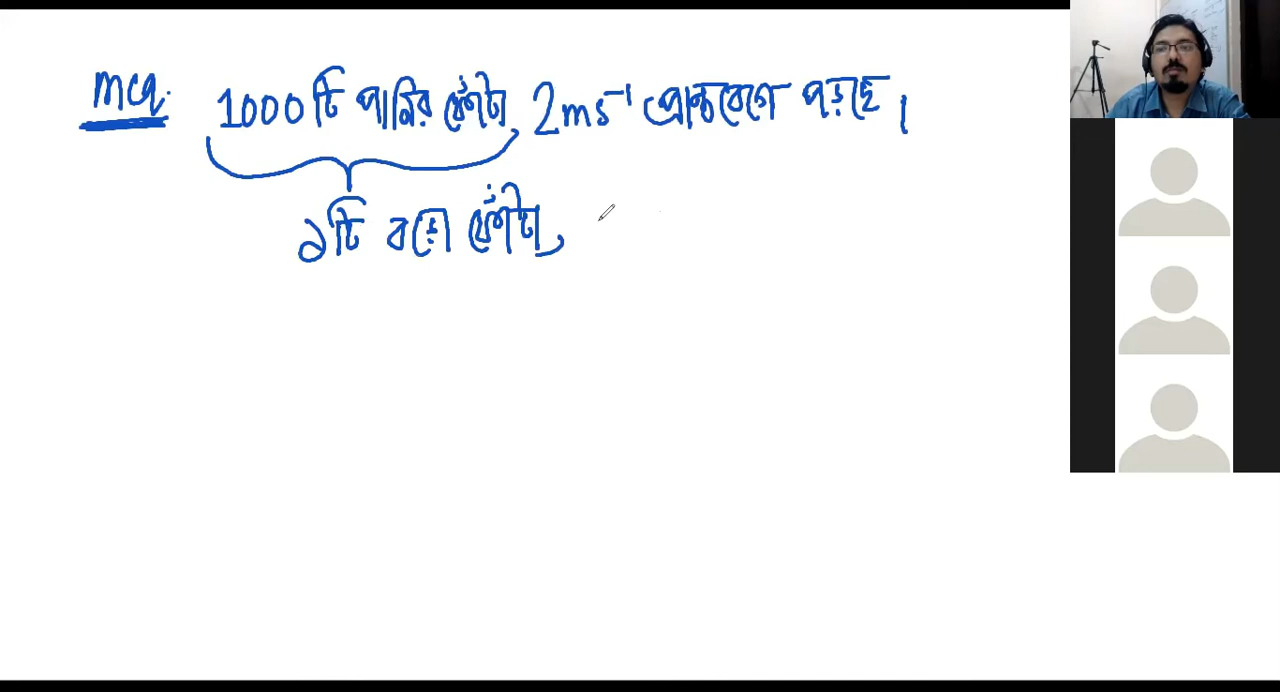 mcq.
1000টি পানির ফোঁটা, 2ms⁻¹ প্রান্তবেগে পড়ছে।
১টি বড়ো ফোঁটা,